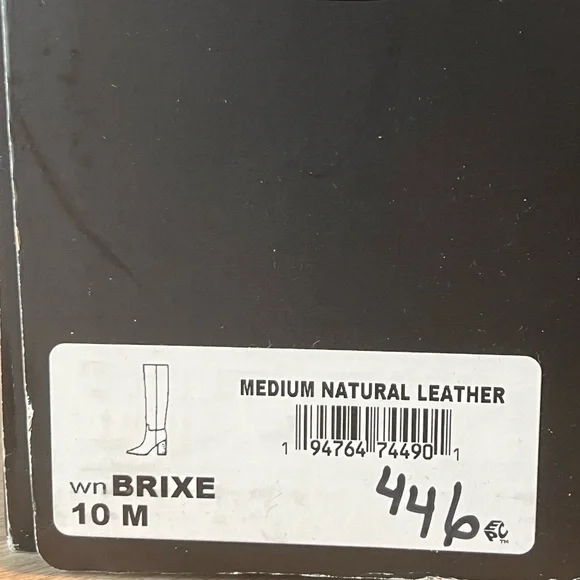 MEDIUM NATURAL LEATHER
1 94764 74490 1
wn BRIXE
10 M
446